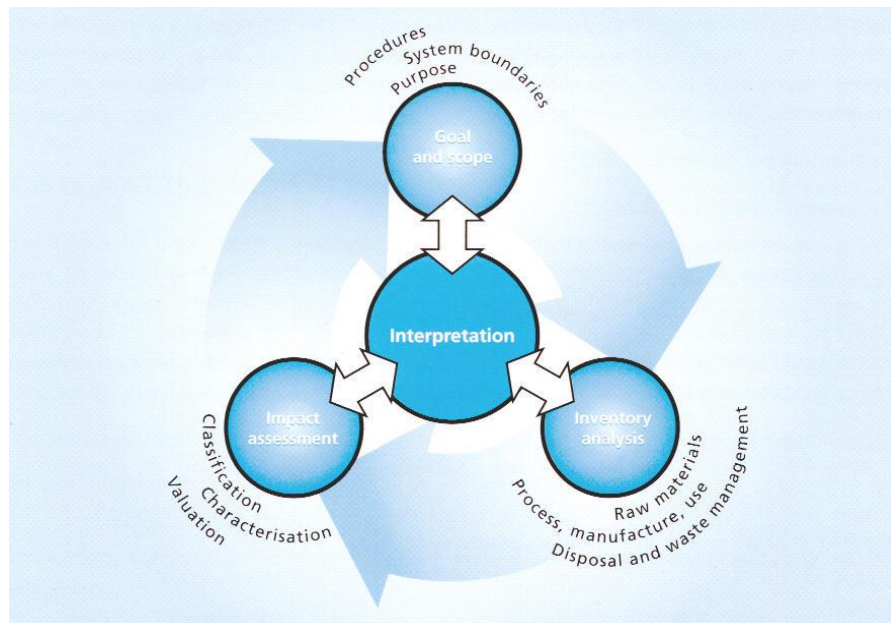 Procedures
System boundaries
Purpose
Goal
and scope
Interpretation
Impact
assessment
Inventory
analysis
Classification
Characterisation
Valuation
Raw materials
Process, manufacture, use
Disposal and waste management